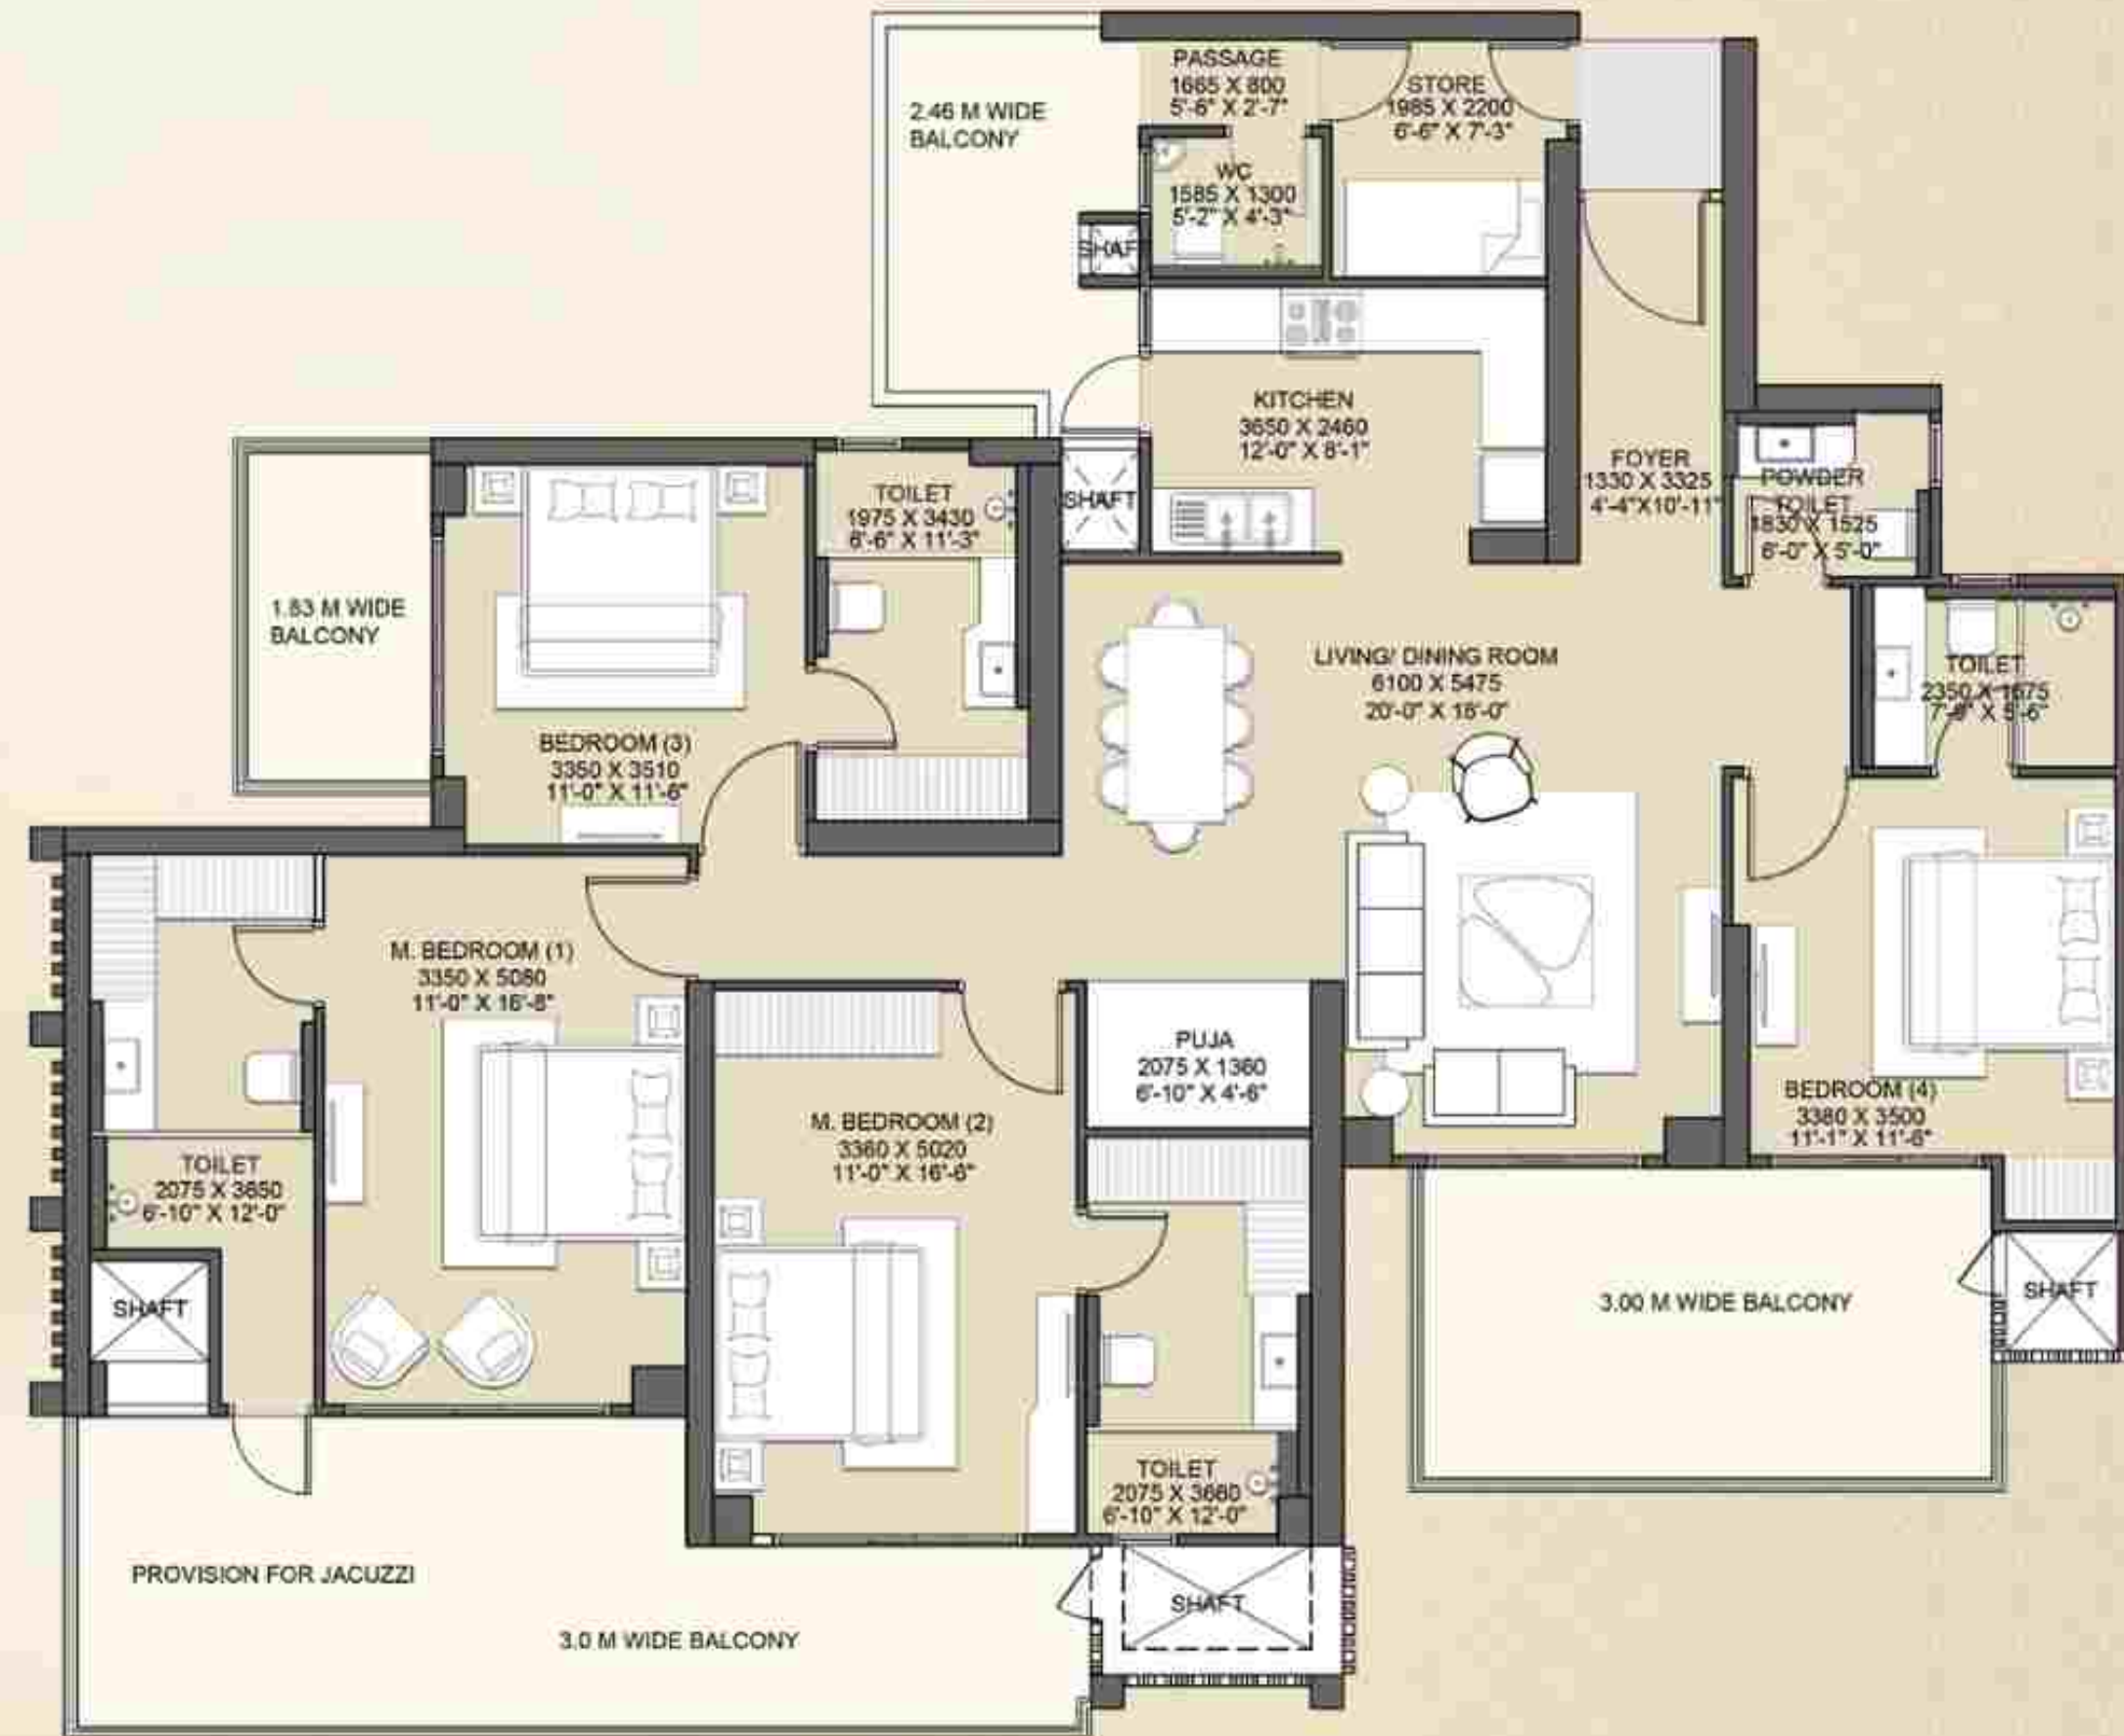 PASSAGE
1665 X 800
5'-6" X 2'-7"
STORE
1985 X 2200
6'-6" X 7'-3"
2.46 M WIDE
BALCONY
WC
1585 X 1300
5'-2" X 4'-3"
SHAF
KITCHEN
3650 X 2460
12'-0" X 8'-1"
FOYER
1330 X 3325
4'-4"X10'-11"
POWDER
TOILET
1830 X 1525
6'-0" X 5'-0"
SHAFT
TOILET
1975 X 3430
6'-6" X 11'-3"
1.83 M WIDE
BALCONY
BEDROOM (3)
3350 X 3510
11'-0" X 11'-6"
LIVING/ DINING ROOM
6100 X 5475
20'-0" X 18'-0"
TOILET
2350 X 1675
7'-9" X 5'-6"
M. BEDROOM (1)
3350 X 5080
11'-0" X 16'-8"
PUJA
2075 X 1360
6'-10" X 4'-6"
M. BEDROOM (2)
3360 X 5020
11'-0" X 16'-6"
BEDROOM (4)
3380 X 3500
11'-1" X 11'-6"
TOILET
2075 X 3650
6'-10" X 12'-0"
SHAFT
3.00 M WIDE BALCONY
SHAFT
TOILET
2075 X 3660
6'-10" X 12'-0"
PROVISION FOR JACUZZI
SHAFT
3.0 M WIDE BALCONY